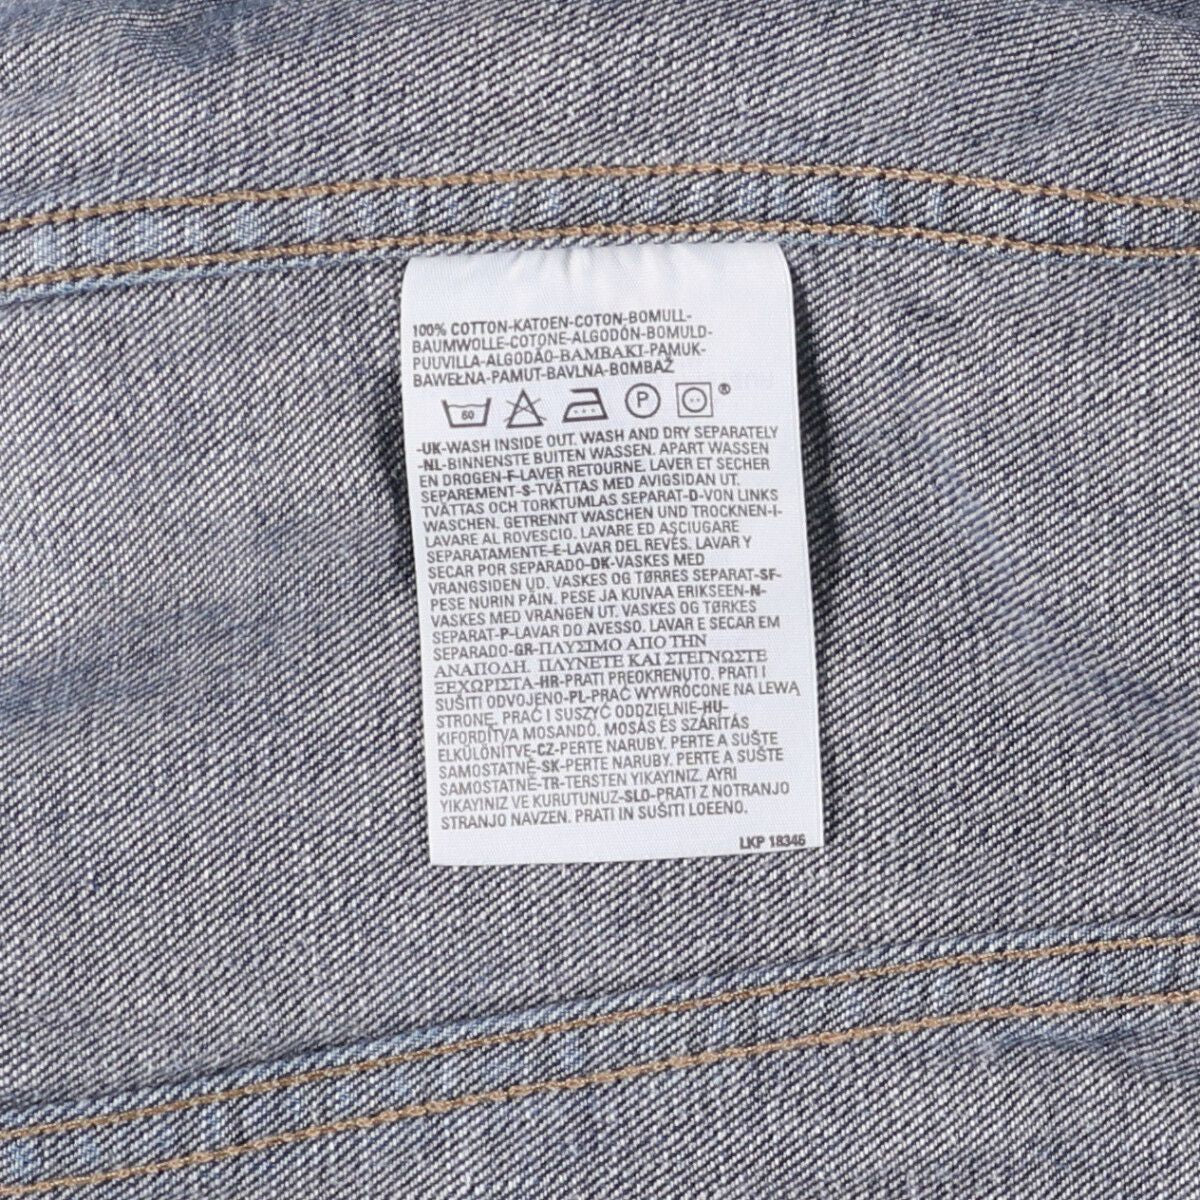 100% COTTON-KATOEN-COTON-BOMULL-
BAUMWOLLE-COTONE-ALGODÓN-BOMULD-
PUUVILLA-ALGODÃO-BAMBAKI-PAMUK-
BAWEŁNA-PAMUT-BAVLNA-BOMBAŽ
60 P ®
-UK-WASH INSIDE OUT. WASH AND DRY SEPARATELY
-NL-BINNENSTE BUITEN WASSEN. APART WASSEN
EN DROGEN-F-LAVER RETOURNE. LAVER ET SECHER
SEPAREMENT-S-TVÄTTAS MED AVIGSIDAN UT.
TVÄTTAS OCH TORKTUMLAS SEPARAT-D-VON LINKS
WASCHEN. GETRENNT WASCHEN UND TROCKNEN-I-
LAVARE AL ROVESCIO. LAVARE ED ASCIUGARE
SEPARATAMENTE-E-LAVAR DEL REVÉS. LAVAR Y
SECAR POR SEPARADO-DK-VASKES MED
VRANGSIDEN UD. VASKES OG TØRRES SEPARAT-SF-
PESE NURIN PÄIN. PESE JA KUIVAA ERIKSEEN-N-
VASKES MED VRANGEN UT. VASKES OG TØRKES
SEPARAT-P-LAVAR DO AVESSO. LAVAR E SECAR EM
SEPARADO-GR-ΠΛΥΣΙΜΟ ΑΠΟ ΤΗΝ
ΑΝΑΠΟΔΗ. ΠΛΥΝΕΤΕ ΚΑΙ ΣΤΕΓΝΩΣΤΕ
ΞΕΧΩΡΙΣΤΑ-HR-PRATI PREOKRENUTO. PRATI I
SUŠITI ODVOJENO-PL-PRAĆ WYWRÓCONE NA LEWĄ
STRONĘ, PRAĆ I SUSZYĆ ODDZIELNIE-HU-
KIFORDÍTVA MOSANDÓ. MOSÁS ÉS SZÁRÍTÁS
ELKÜLÖNÍTVE-CZ-PERTE NARUBY. PERTE A SUŠTE
SAMOSTATNĚ-SK-PERTE NARUBY. PERTE A SUŠTE
SAMOSTATNĚ-TR-TERSTEN YIKAYINIZ. AYRI
YIKAYINIZ VE KURUTUNUZ-SLO-PRATI Z NOTRANJO
STRANJO NAVZEN. PRATI IN SUŠITI LOEENO.
LKP 18346